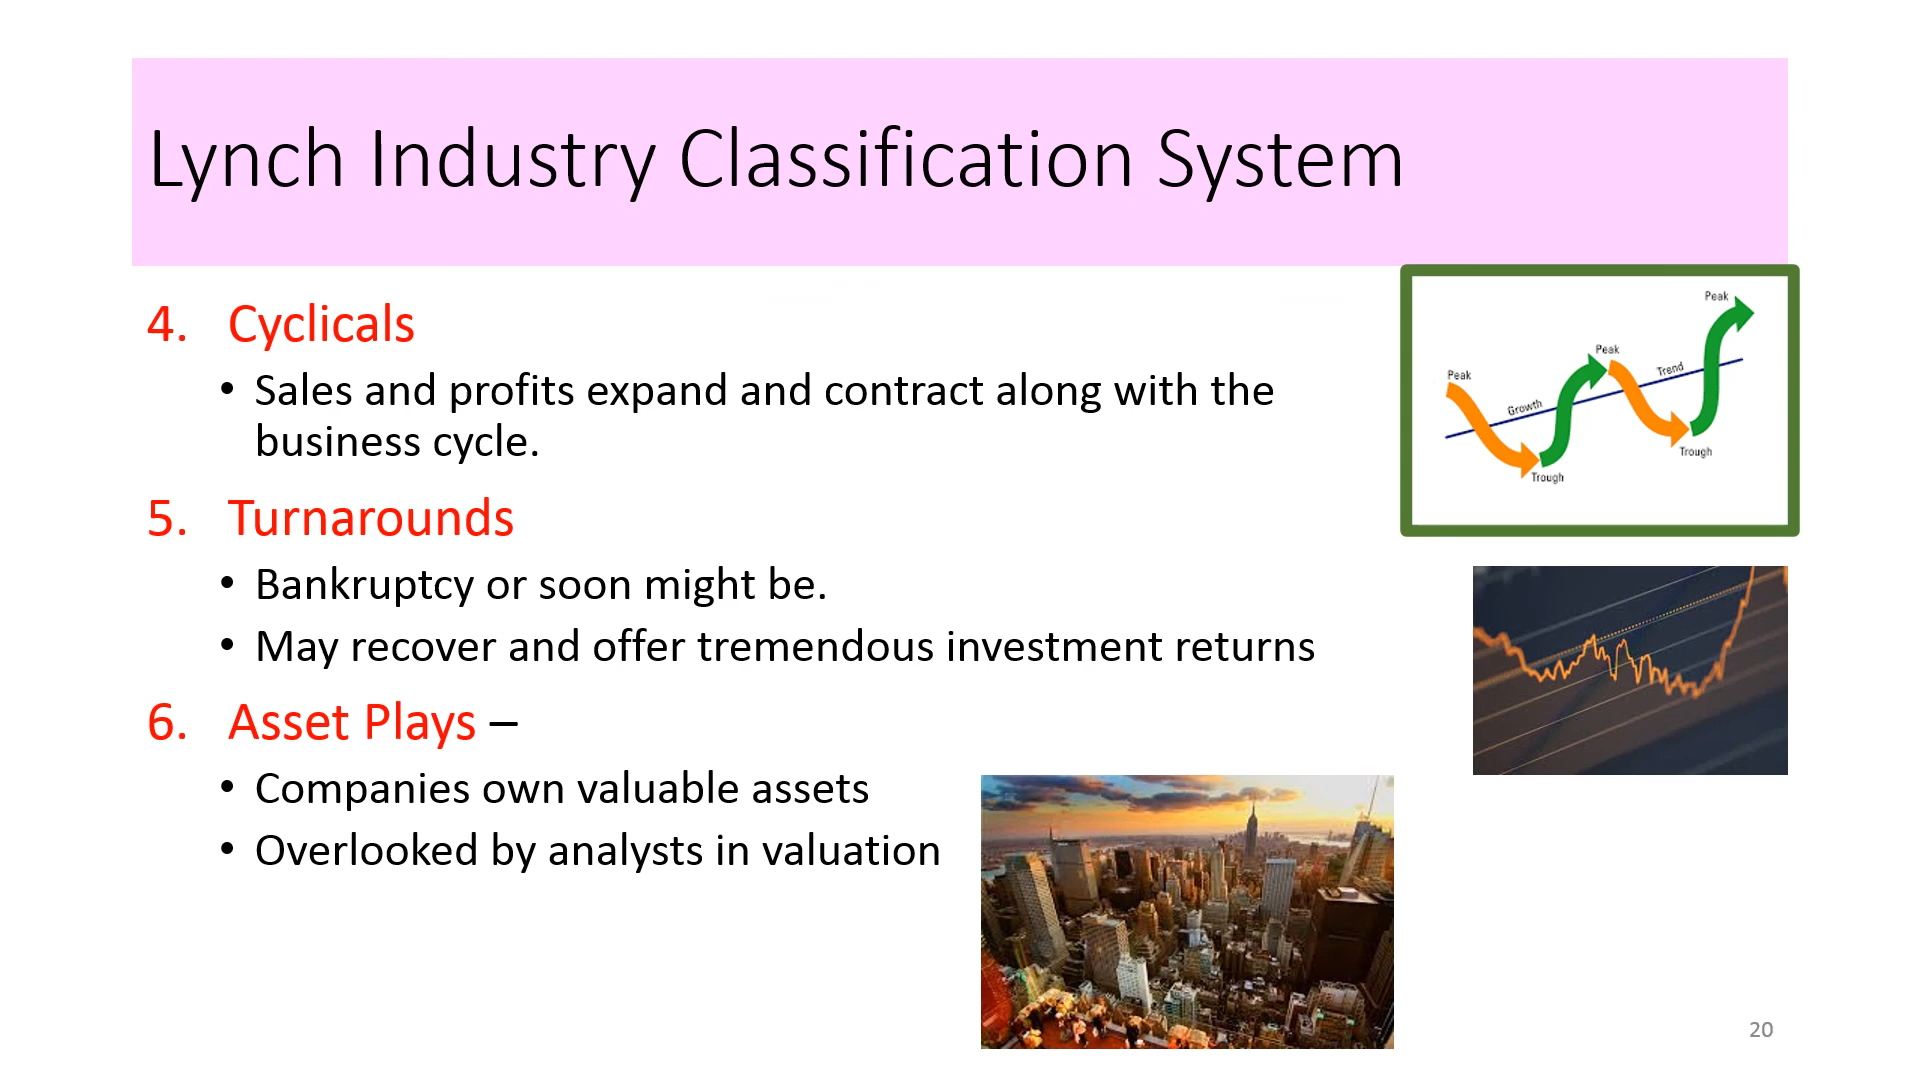 Lynch Industry Classification System
4. Cyclicals
• Sales and profits expand and contract along with the
business cycle.
5. Turnarounds
• Bankruptcy or soon might be.
• May recover and offer tremendous investment returns
6. Asset Plays –
• Companies own valuable assets
• Overlooked by analysts in valuation
Peak
Peak
Peak
Trend
Growth
Trough
Trough
20